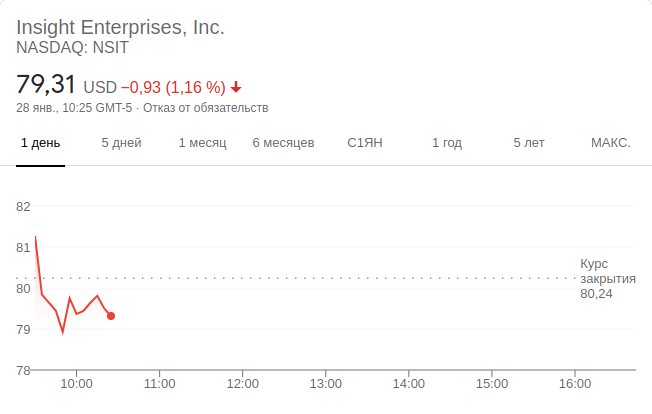 Insight Enterprises, Inc.
NASDAQ: NSIT
79,31 USD −0,93 (1,16 %)
28 янв., 10:25 GMT-5 · Отказ от обязательств
1 день 5 дней 1 месяц 6 месяцев С1ЯН 1 год 5 лет МАКС.
82
81
Курс
закрытия
80,24
80
79
78
10:00 11:00 12:00 13:00 14:00 15:00 16:00